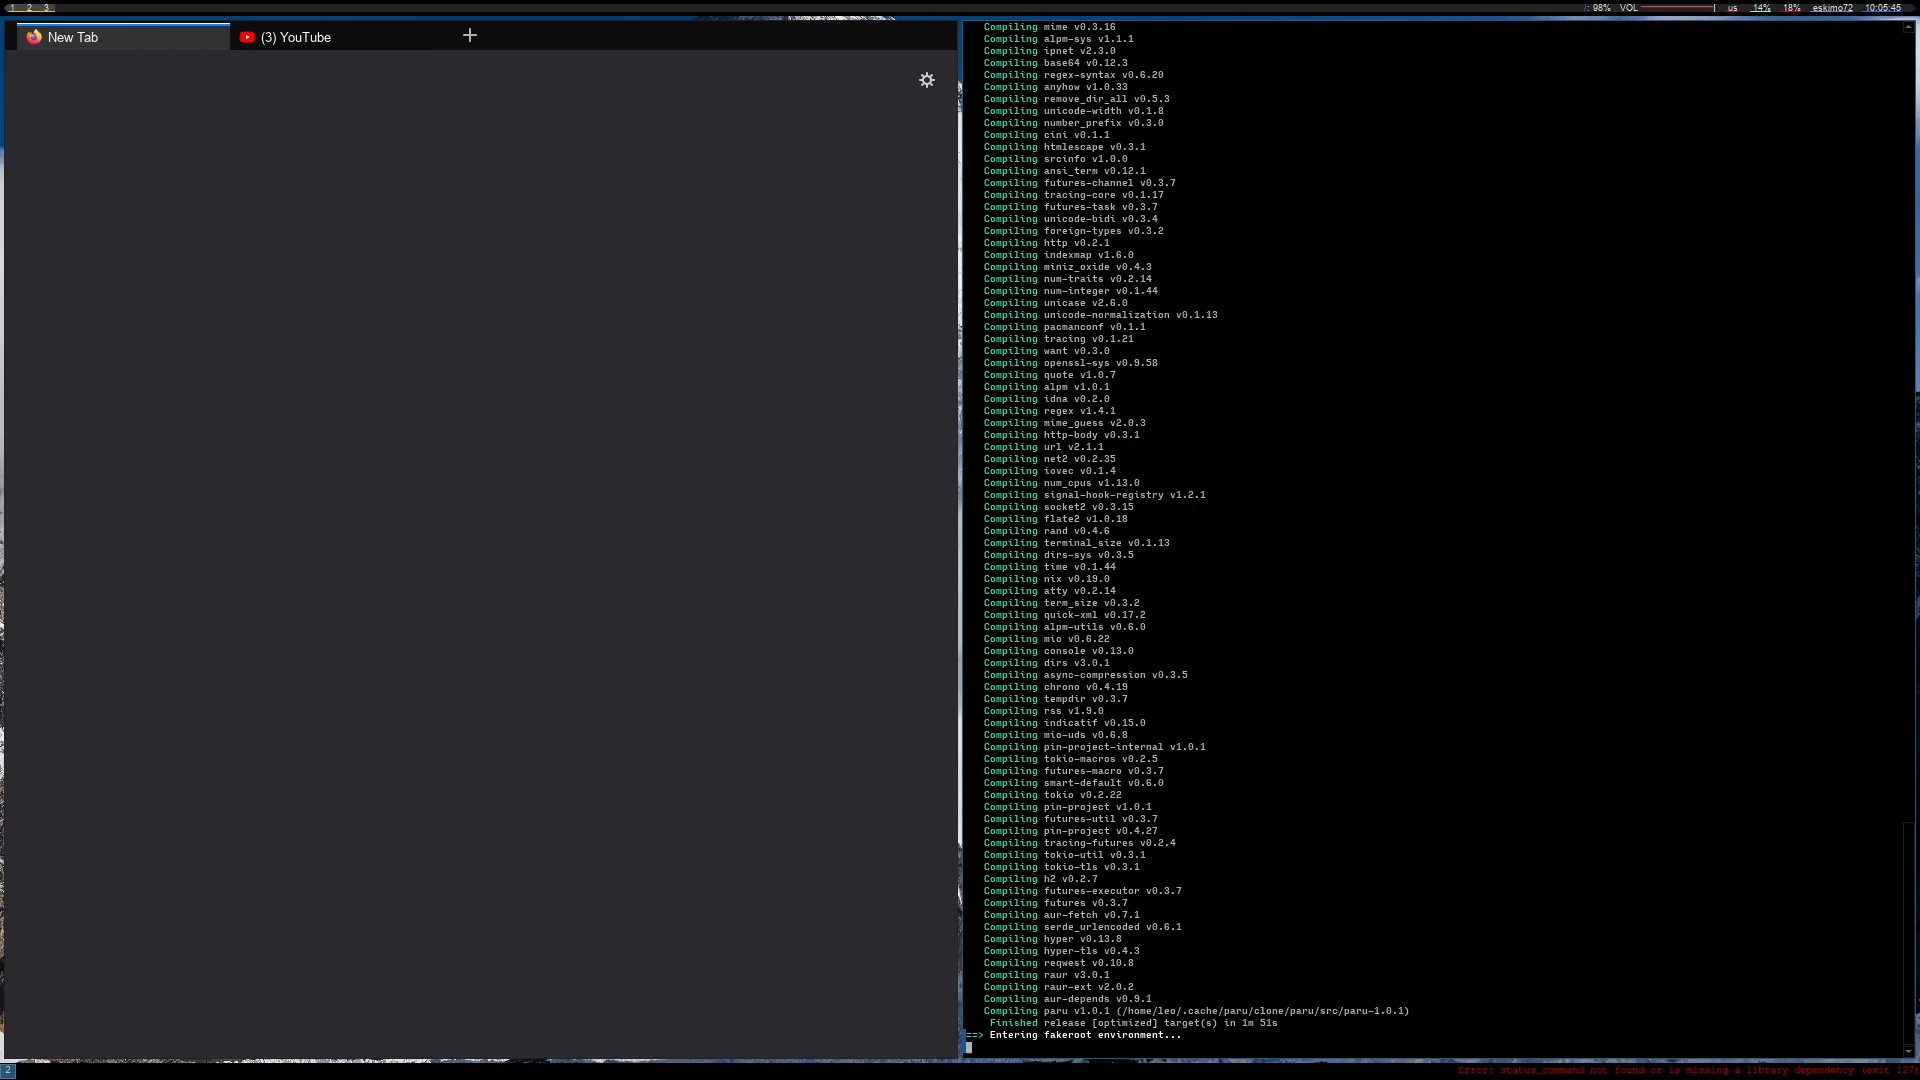 1 2 3
/: 98% VOL us 14% 18% eskimo72 10:05:45
New Tab
(3) YouTube
Compiling mime v0.3.16
Compiling alpm-sys v1.1.1
Compiling ipnet v2.3.0
Compiling base64 v0.12.3
Compiling regex-syntax v0.6.20
Compiling anyhow v1.0.33
Compiling remove_dir_all v0.5.3
Compiling unicode-width v0.1.8
Compiling number_prefix v0.3.0
Compiling cini v0.1.1
Compiling htmlescape v0.3.1
Compiling srcinfo v1.0.0
Compiling ansi_term v0.12.1
Compiling futures-channel v0.3.7
Compiling tracing-core v0.1.17
Compiling futures-task v0.3.7
Compiling unicode-bidi v0.3.4
Compiling foreign-types v0.3.2
Compiling http v0.2.1
Compiling indexmap v1.6.0
Compiling miniz_oxide v0.4.3
Compiling num-traits v0.2.14
Compiling num-integer v0.1.44
Compiling unicase v2.6.0
Compiling unicode-normalization v0.1.13
Compiling pacmanconf v0.1.1
Compiling tracing v0.1.21
Compiling want v0.3.0
Compiling openssl-sys v0.9.58
Compiling quote v1.0.7
Compiling alpm v1.0.1
Compiling idna v0.2.0
Compiling regex v1.4.1
Compiling mime_guess v2.0.3
Compiling http-body v0.3.1
Compiling url v2.1.1
Compiling net2 v0.2.35
Compiling iovec v0.1.4
Compiling num_cpus v1.13.0
Compiling signal-hook-registry v1.2.1
Compiling socket2 v0.3.15
Compiling flate2 v1.0.18
Compiling rand v0.4.6
Compiling terminal_size v0.1.13
Compiling dirs-sys v0.3.5
Compiling time v0.1.44
Compiling nix v0.19.0
Compiling atty v0.2.14
Compiling term_size v0.3.2
Compiling quick-xml v0.17.2
Compiling alpm-utils v0.6.0
Compiling mio v0.6.22
Compiling console v0.13.0
Compiling dirs v3.0.1
Compiling async-compression v0.3.5
Compiling chrono v0.4.19
Compiling tempdir v0.3.7
Compiling rss v1.9.0
Compiling indicatif v0.15.0
Compiling mio-uds v0.6.8
Compiling pin-project-internal v1.0.1
Compiling tokio-macros v0.2.5
Compiling futures-macro v0.3.7
Compiling smart-default v0.6.0
Compiling tokio v0.2.22
Compiling pin-project v1.0.1
Compiling futures-util v0.3.7
Compiling pin-project v0.4.27
Compiling tracing-futures v0.2.4
Compiling tokio-util v0.3.1
Compiling tokio-tls v0.3.1
Compiling h2 v0.2.7
Compiling futures-executor v0.3.7
Compiling futures v0.3.7
Compiling aur-fetch v0.7.1
Compiling serde_urlencoded v0.6.1
Compiling hyper v0.13.8
Compiling hyper-tls v0.4.3
Compiling reqwest v0.10.8
Compiling raur v3.0.1
Compiling raur-ext v2.0.2
Compiling aur-depends v0.9.1
Compiling paru v1.0.1 (/home/leo/.cache/paru/clone/paru/src/paru-1.0.1)
Finished release [optimized] target(s) in 1m 51s
==> Entering fakeroot environment...
2
Error: status_command not found or is missing a library dependency (exit 127)